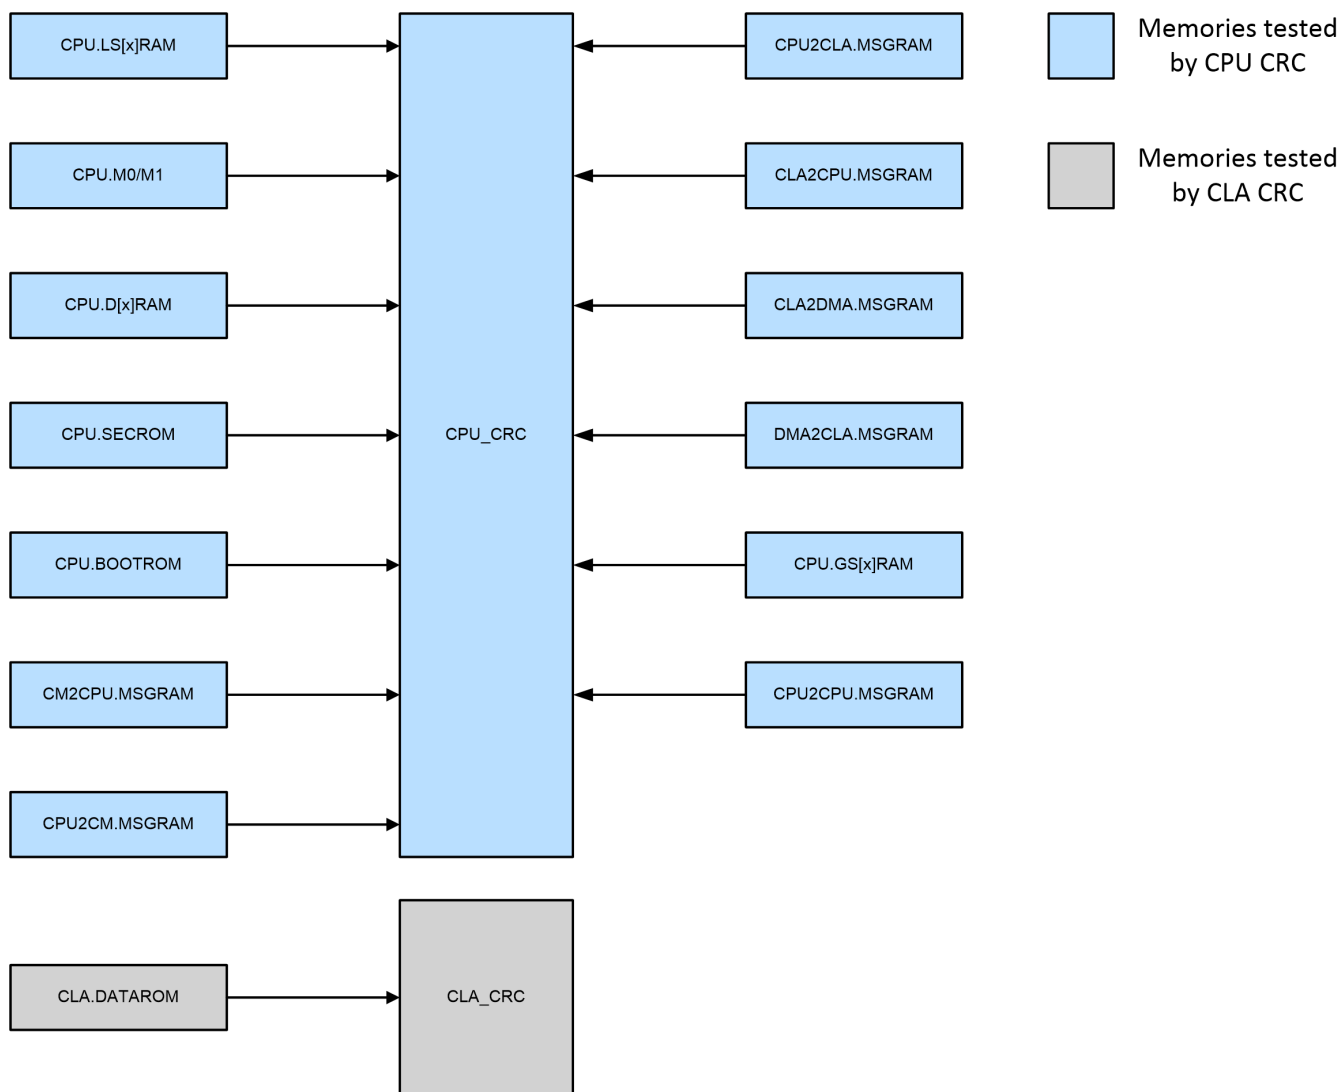 CPU.LS[x]RAM
CPU2CLA.MSGRAM
Memories tested
by CPU CRC
CPU.M0/M1
CLA2CPU.MSGRAM
Memories tested
by CLA CRC
CPU.D[x]RAM
CLA2DMA.MSGRAM
CPU.SECROM
CPU_CRC
DMA2CLA.MSGRAM
CPU.BOOTROM
CPU.GS[x]RAM
CM2CPU.MSGRAM
CPU2CPU.MSGRAM
CPU2CM.MSGRAM
CLA.DATAROM
CLA_CRC